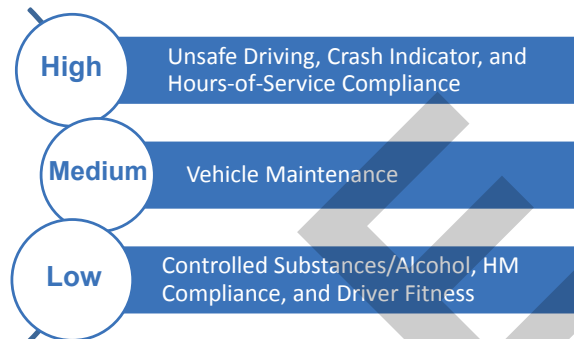 High
Unsafe Driving, Crash Indicator, and
Hours-of-Service Compliance
Medium
Vehicle Maintenance
Low
Controlled Substances/Alcohol, HM
Compliance, and Driver Fitness